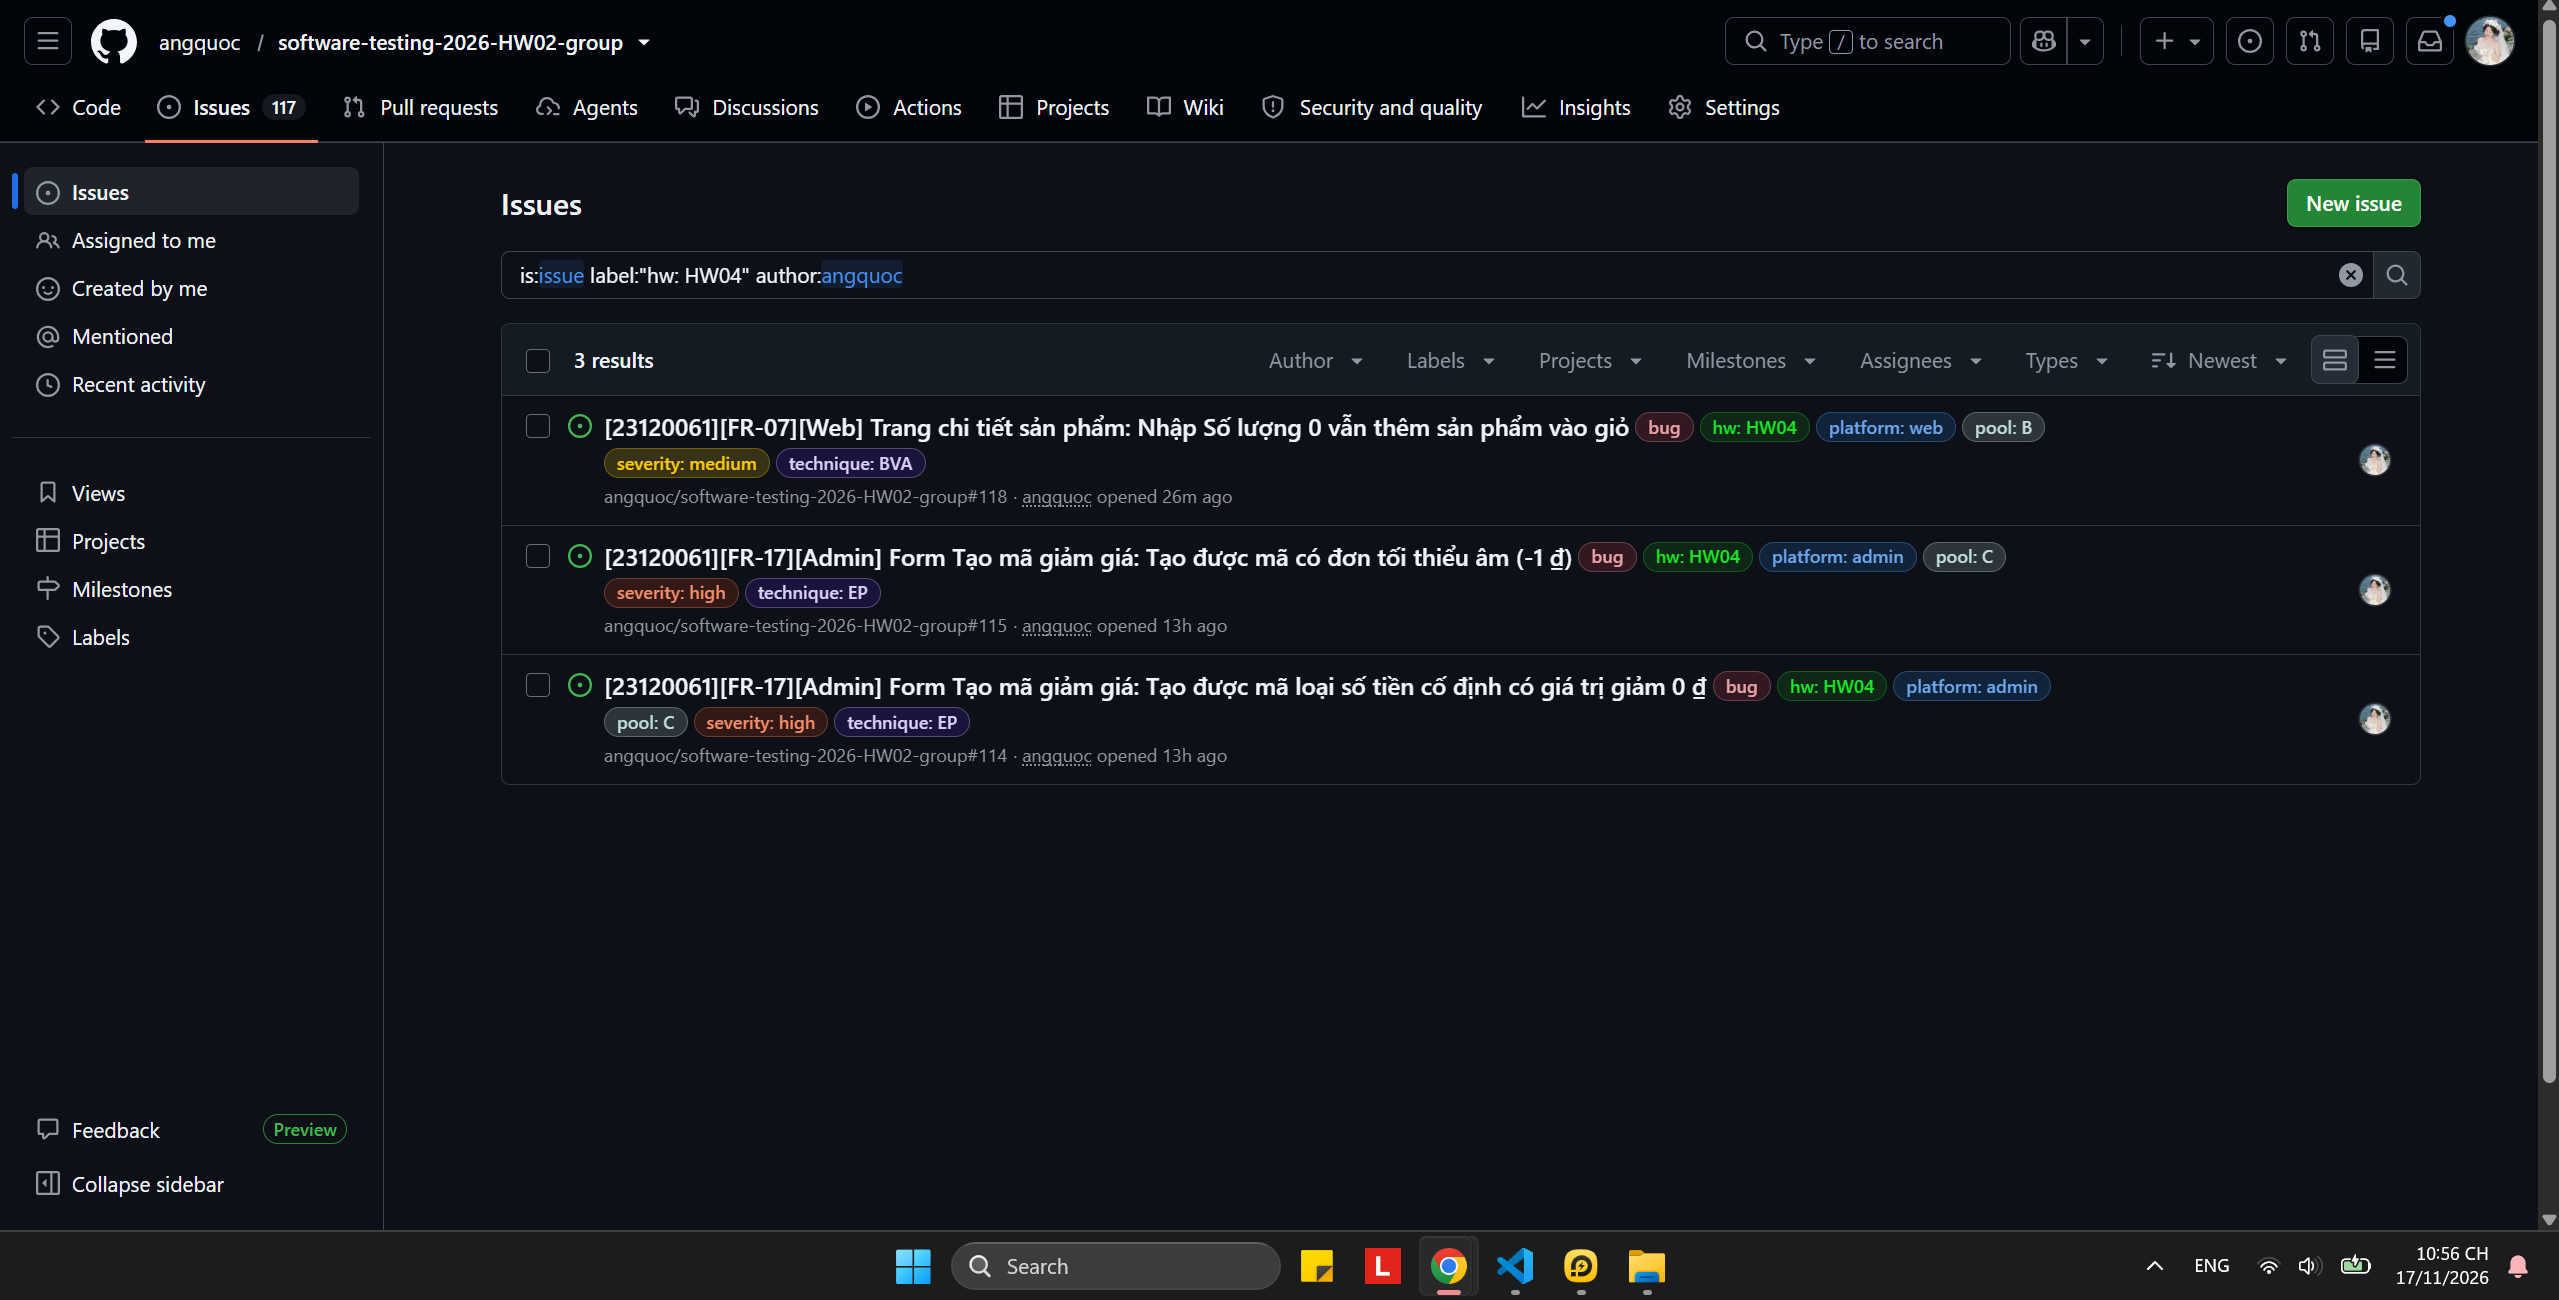 angquoc / software-testing-2026-HW02-group
Type / to search
Code
Issues 117
Pull requests
Agents
Discussions
Actions
Projects
Wiki
Security and quality
Insights
Settings
Issues
Assigned to me
Created by me
Mentioned
Recent activity
Views
Projects
Milestones
Labels
Feedback Preview
Collapse sidebar
Issues
New issue
is:issue label:"hw: HW04" author:angquoc
3 results Author Labels Projects Milestones Assignees Types Newest
[23120061][FR-07][Web] Trang chi tiết sản phẩm: Nhập Số lượng 0 vẫn thêm sản phẩm vào giỏ bug hw: HW04 platform: web pool: B
severity: medium technique: BVA
angquoc/software-testing-2026-HW02-group#118 · angquoc opened 26m ago
[23120061][FR-17][Admin] Form Tạo mã giảm giá: Tạo được mã có đơn tối thiểu âm (-1 ₫) bug hw: HW04 platform: admin pool: C
severity: high technique: EP
angquoc/software-testing-2026-HW02-group#115 · angquoc opened 13h ago
[23120061][FR-17][Admin] Form Tạo mã giảm giá: Tạo được mã loại số tiền cố định có giá trị giảm 0 ₫ bug hw: HW04 platform: admin
pool: C severity: high technique: EP
angquoc/software-testing-2026-HW02-group#114 · angquoc opened 13h ago
Search
L
ENG
10:56 CH
17/11/2026